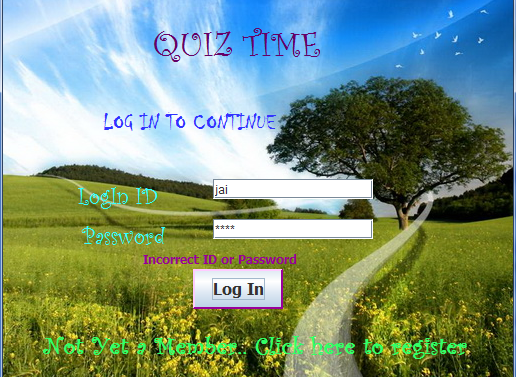 QUIZ TIME
LOG IN TO CONTINUE
LogIn ID jai
Password ****
Incorrect ID or Password
Log In
Not Yet a Member.. Click here to register